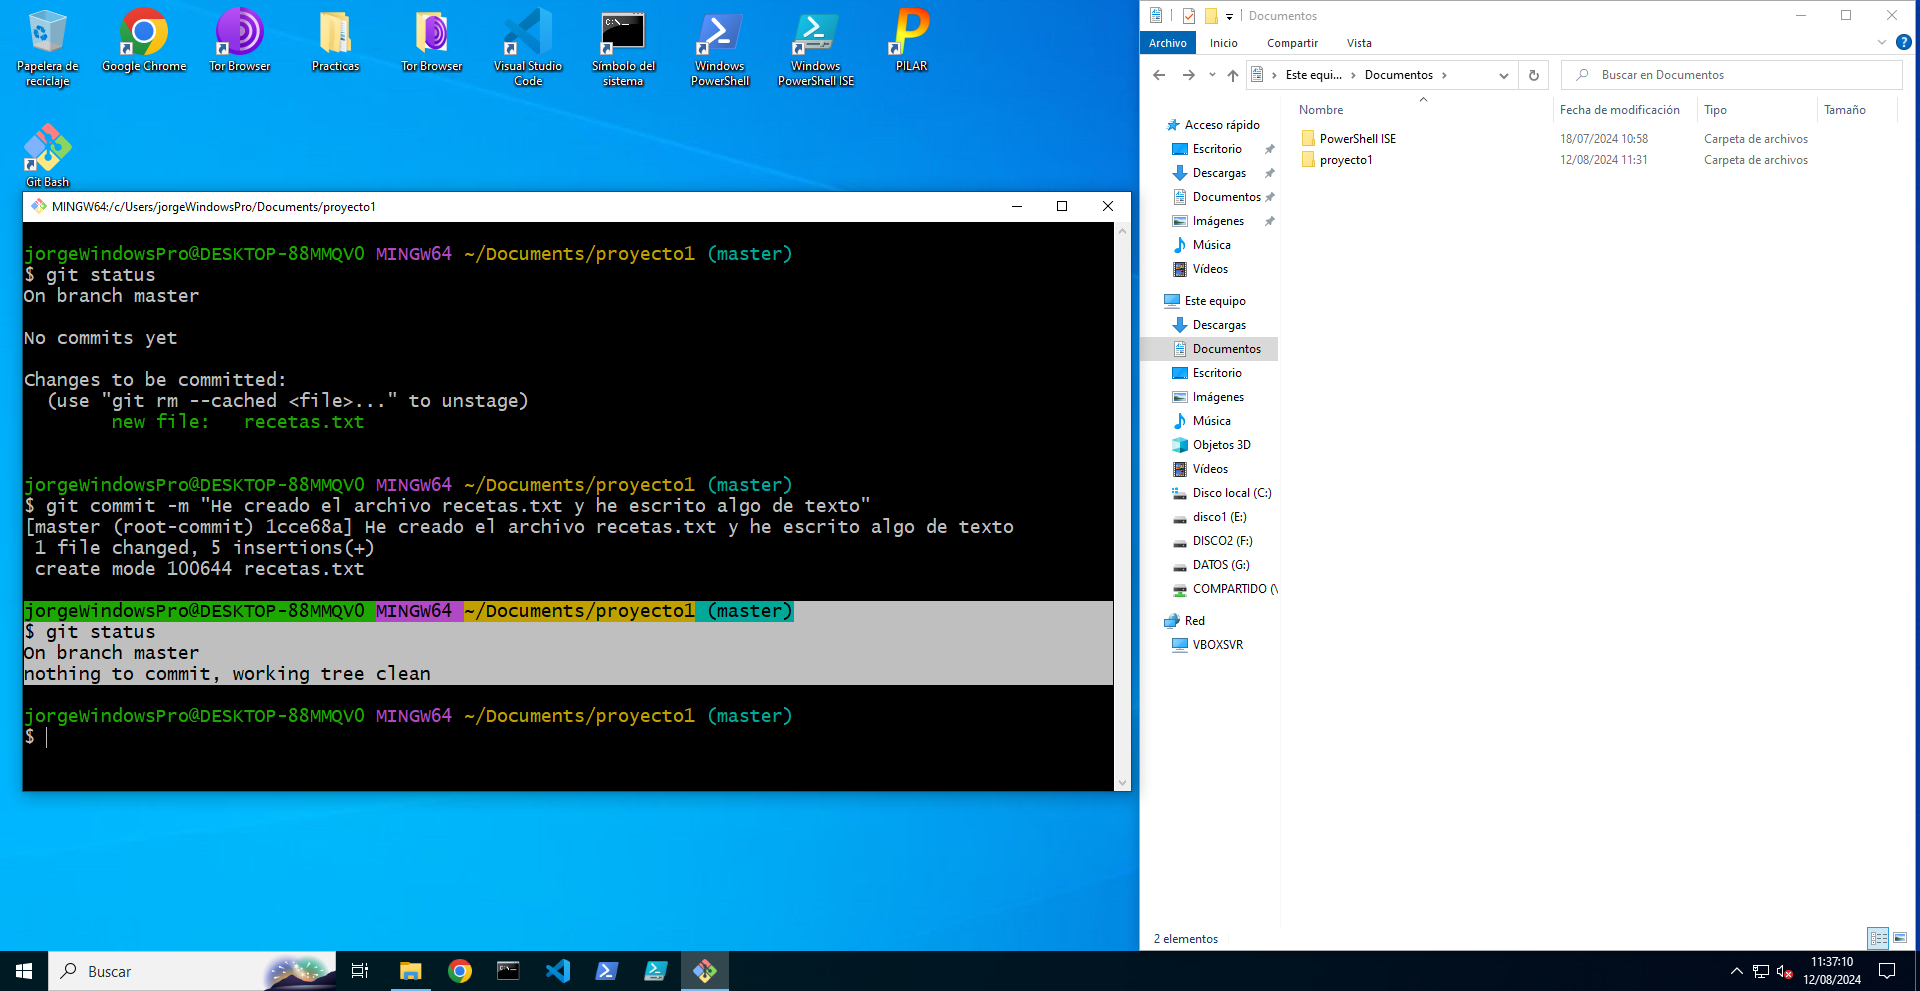 Papelera de
reciclaje
Google Chrome
Tor Browser
Practicas
Tor Browser
Visual Studio
Code
Símbolo del
sistema
Windows
PowerShell
Windows
PowerShell ISE
PILAR
Git Bash
MINGW64:/c/Users/jorgeWindowsPro/Documents/proyecto1
jorgeWindowsPro@DESKTOP-88MMQV0 MINGW64 ~/Documents/proyecto1 (master)
$ git status
On branch master
No commits yet
Changes to be committed:
(use "git rm --cached <file>..." to unstage)
new file:   recetas.txt
jorgeWindowsPro@DESKTOP-88MMQV0 MINGW64 ~/Documents/proyecto1 (master)
$ git commit -m "He creado el archivo recetas.txt y he escrito algo de texto"
[master (root-commit) 1cce68a] He creado el archivo recetas.txt y he escrito algo de texto
1 file changed, 5 insertions(+)
create mode 100644 recetas.txt
jorgeWindowsPro@DESKTOP-88MMQV0 MINGW64 ~/Documents/proyecto1 (master)
$ git status
On branch master
nothing to commit, working tree clean
jorgeWindowsPro@DESKTOP-88MMQV0 MINGW64 ~/Documents/proyecto1 (master)
$
Documentos
Archivo Inicio Compartir Vista
Este equi... > Documentos >
Buscar en Documentos
Nombre Fecha de modificación Tipo Tamaño
PowerShell ISE 18/07/2024 10:58 Carpeta de archivos
proyecto1 12/08/2024 11:31 Carpeta de archivos
Acceso rápido
Escritorio
Descargas
Documentos
Imágenes
Música
Vídeos
Este equipo
Descargas
Documentos
Escritorio
Imágenes
Música
Objetos 3D
Vídeos
Disco local (C:)
disco1 (E:)
DISCO2 (F:)
DATOS (G:)
COMPARTIDO (\
Red
VBOXSVR
2 elementos
Buscar
11:37:10
12/08/2024